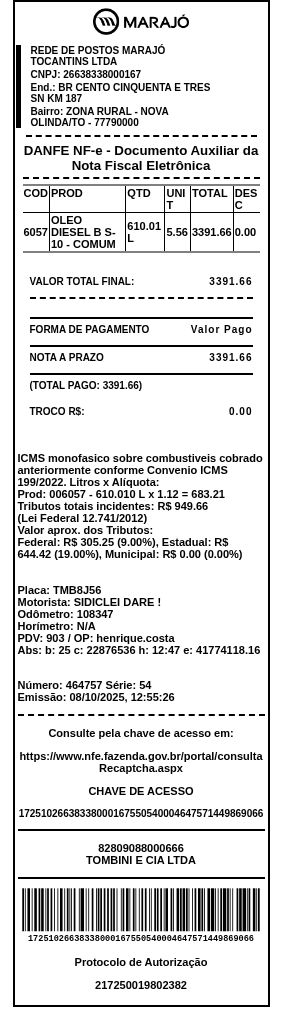 MARAJÓ
REDE DE POSTOS MARAJÓ
TOCANTINS LTDA
CNPJ: 26638338000167
End.: BR CENTO CINQUENTA E TRES
SN KM 187
Bairro: ZONA RURAL - NOVA
OLINDA/TO - 77790000
DANFE NF-e - Documento Auxiliar da
Nota Fiscal Eletrônica
COD PROD QTD UNI
T TOTAL DES
C
6057 OLEO
DIESEL B S-
10 - COMUM 610.01
L 5.56 3391.66 0.00
VALOR TOTAL FINAL: 3391.66
FORMA DE PAGAMENTO Valor Pago
NOTA A PRAZO 3391.66
(TOTAL PAGO: 3391.66)
TROCO R$: 0.00
ICMS monofasico sobre combustiveis cobrado
anteriormente conforme Convenio ICMS
199/2022. Litros x Alíquota:
Prod: 006057 - 610.010 L x 1.12 = 683.21
Tributos totais incidentes: R$ 949.66
(Lei Federal 12.741/2012)
Valor aprox. dos Tributos:
Federal: R$ 305.25 (9.00%), Estadual: R$
644.42 (19.00%), Municipal: R$ 0.00 (0.00%)
Placa: TMB8J56
Motorista: SIDICLEI DARE !
Odômetro: 108347
Horímetro: N/A
PDV: 903 / OP: henrique.costa
Abs: b: 25 c: 22876536 h: 12:47 e: 41774118.16
Número: 464757 Série: 54
Emissão: 08/10/2025, 12:55:26
Consulte pela chave de acesso em:
https://www.nfe.fazenda.gov.br/portal/consulta
Recaptcha.aspx
CHAVE DE ACESSO
17251026638338000167550540004647571449869066
82809088000666
TOMBINI E CIA LTDA
17251026638338000167550540004647571449869066
Protocolo de Autorização
217250019802382